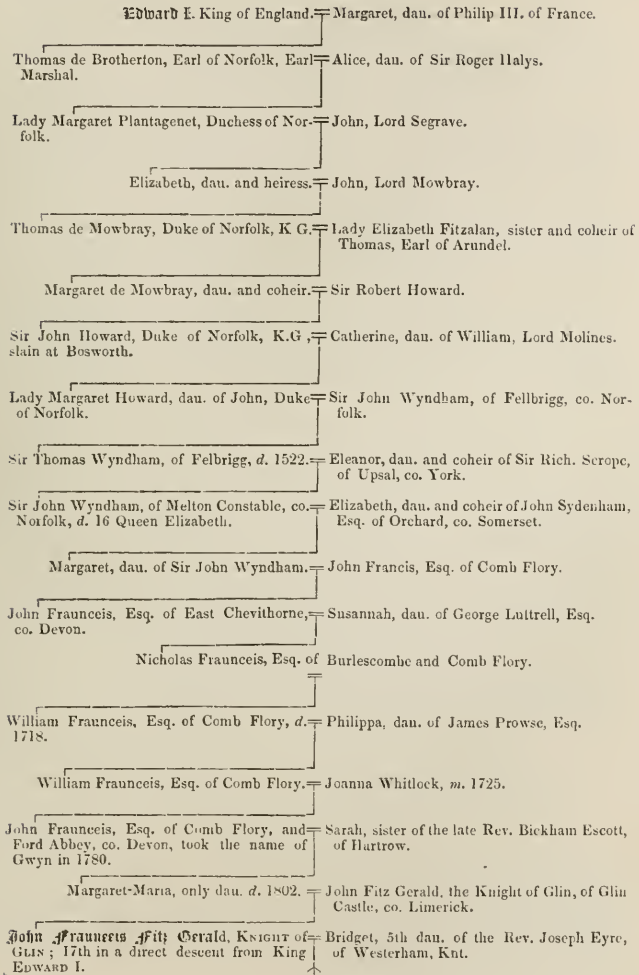 Edward I. King of England. Margaret, dau. of Philip III. of France.
Thomas de Brotherton, Earl of Norfolk, Earl Alice, dau. of Sir Roger Halys.
Marshal.
Lady Margaret Plantagenet, Duchess of Nor- John, Lord Segrave.
folk.
Elizabeth, dau. and heiress. John, Lord Mowbray.
Thomas de Mowbray, Duke of Norfolk, K G. Lady Elizabeth Fitzalan, sister and coheir of
Thomas, Earl of Arundel.
Margaret de Mowbray, dau. and coheir. Sir Robert Howard.
Sir John Howard, Duke of Norfolk, K.G , Catherine, dau. of William, Lord Molines.
slain at Bosworth.
Lady Margaret Howard, dau. of John, Duke Sir John Wyndham, of Fellbrigg, co. Nor-
of Norfolk. folk.
Sir Thomas Wyndham, of Felbrigg, d. 1522. Eleanor, dau. and coheir of Sir Rich. Scrope,
of Upsal, co. York.
Sir John Wyndham, of Melton Constable, co. Elizabeth, dau. and coheir of John Sydenham,
Norfolk, d. 16 Queen Elizabeth. Esq. of Orchard, co. Somerset.
Margaret, dau. of Sir John Wyndham. John Francis, Esq. of Comb Flory.
John Fraunceis, Esq. of East Chevithorne, Susannah, dau. of George Luttrell, Esq.
co. Devon.
Nicholas Fraunceis, Esq. of Burlescombe and Comb Flory.
William Fraunceis, Esq. of Comb Flory, d. Philippa, dau. of James Prowse, Esq.
1718.
William Fraunceis, Esq. of Comb Flory. Joanna Whitlock, m. 1725.
John Fraunceis, Esq. of Comb Flory, and Sarah, sister of the late Rev. Bickham Escott,
Ford Abbey, co. Devon, took the name of of Hartrow.
Gwyn in 1780.
Margaret-Maria, only dau. d. 1802. John Fitz Gerald, the Knight of Glin, of Glin
Castle, co. Limerick.
John Frauncets Fitz Gerald, KNIGHT of Bridget, 5th dau. of the Rev. Joseph Eyre,
GLIN ; 17th in a direct descent from King of Westerham, Knt.
EDWARD I.